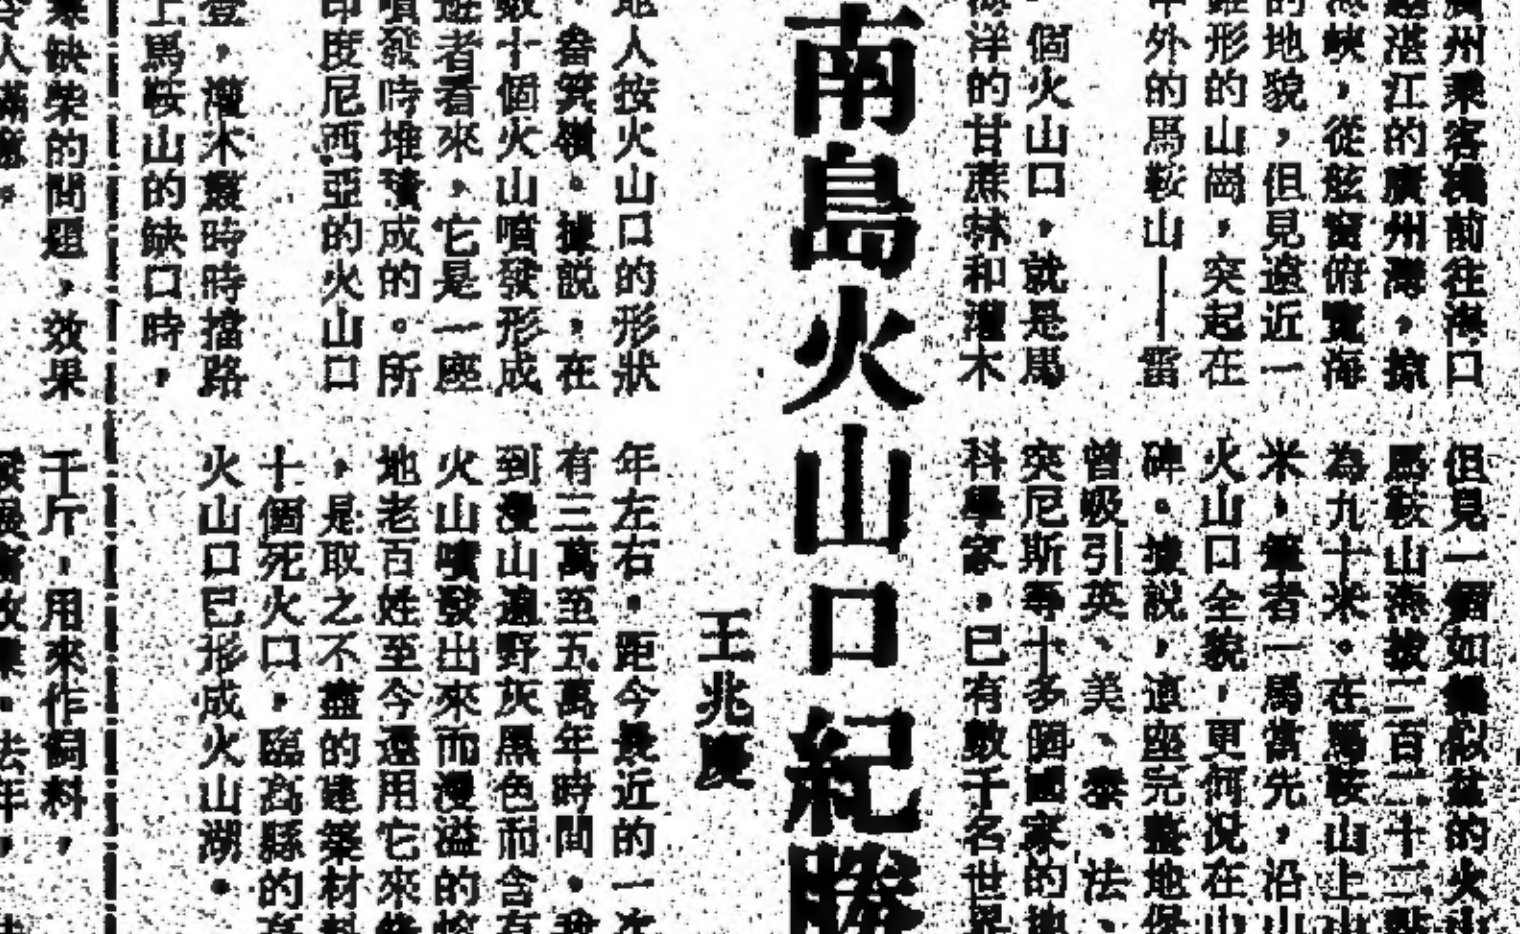 州乘客機前往海口
湛江的廣州灣，掠
峽，從舷窗俯覽海
的地貌，但見遠近一
錐形的山崗，突起在
中外的馬鞍山——雷
個火山口，就是馬
海洋的甘蔗林和灌木
但見一個如鍋似盆的火山
馬鞍山海拔二百二十二點
為九十米。在馬鞍山上
米，筆者一馬當先，沿山
火山口全貌，更何況在山
碑。據說，這座完整地保
曾吸引英、美、泰、法、
突尼斯等十多個國家的地
科學家，已有數千名世界
南島火山口紀勝
王兆慶
地人按火山口的形狀
，畚箕嶺。據說，在
數十個火山噴發形成
遊者看來，它是一座
噴發時堆積成的。所
印度尼西亞的火山口
登，灌木叢時時擋路
上馬鞍山的缺口時，
年左右。距今最近的一次
有三萬至五萬年時間。我
到漫山遍野灰黑色而含有
火山噴發出來而漫溢的
地老百姓至今還用它來
，是取之不盡的建築材料
十個死火口。臨高縣的
火山口已形成火山湖。
缺柴的問題，效果
令人滿意。
千斤，用來作飼料，
去年，